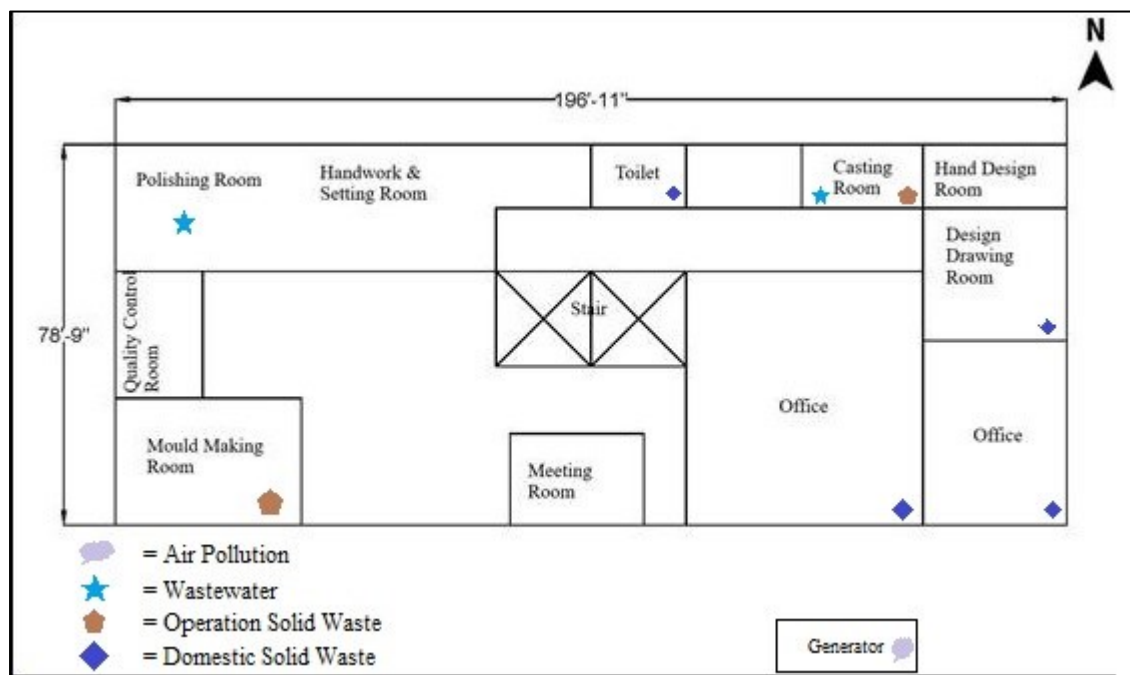 N
196'-11"
Polishing Room
Handwork &
Setting Room
Toilet
Casting
Room
Hand Design
Room
Design
Drawing
Room
78'-9"
Quality Control
Room
Stair
Office
Office
Mould Making
Room
Meeting
Room
= Air Pollution
= Wastewater
= Operation Solid Waste
= Domestic Solid Waste
Generator